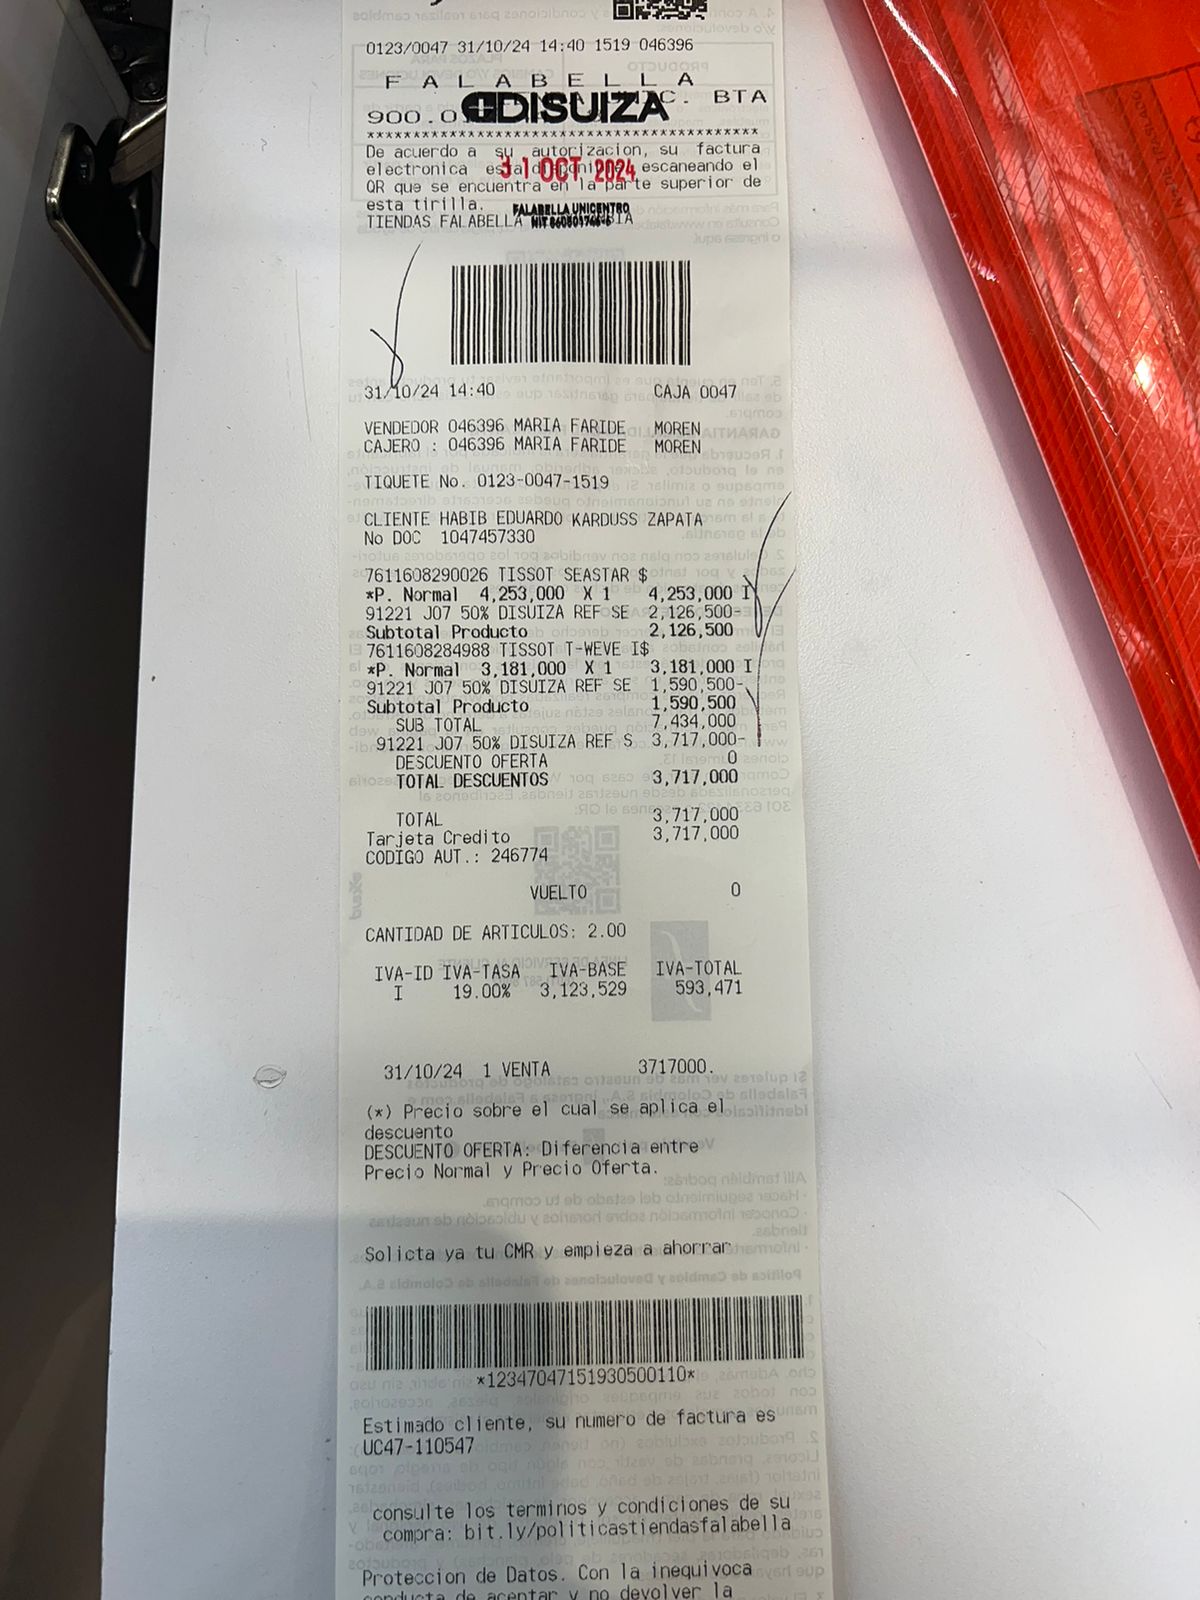 0123/0047 31/10/24 14:40 1519 046396
F A L A B E L L A
DISUIZA
BTA
900.0
************************************************
De acuerdo a su autorizacion, su factura
electronica escaneando el
31 OCT 2024
QR que se encuentra en la parte superior de
esta tirilla.
FALABELLA UNICENTRO
TIENDAS FALABELLA
31/10/24 14:40 CAJA 0047
VENDEDOR 046396 MARIA FARIDE MOREN
CAJERO : 046396 MARIA FARIDE MOREN
TIQUETE No. 0123-0047-1519
CLIENTE HABIB EDUARDO KARDUSS ZAPATA
No DOC 1047457330
7611608290026 TISSOT SEASTAR $
*P. Normal 4,253,000 X 1 4,253,000 I
91221 J07 50% DISUIZA REF SE 2,126,500-
Subtotal Producto 2,126,500
7611608284988 TISSOT T-WEVE I$
*P. Normal 3,181,000 X 1 3,181,000 I
91221 J07 50% DISUIZA REF SE 1,590,500-
Subtotal Producto 1,590,500
SUB TOTAL 7,434,000
91221 J07 50% DISUIZA REF S 3,717,000-
DESCUENTO OFERTA 0
TOTAL DESCUENTOS 3,717,000
TOTAL 3,717,000
Tarjeta Credito 3,717,000
CODIGO AUT.: 246774
VUELTO 0
CANTIDAD DE ARTICULOS: 2.00
IVA-ID IVA-TASA IVA-BASE IVA-TOTAL
I 19.00% 3,123,529 593,471
31/10/24 1 VENTA 3717000.
(*) Precio sobre el cual se aplica el
descuento
DESCUENTO OFERTA: Diferencia entre
Precio Normal y Precio Oferta.
Solicta ya tu CMR y empieza a ahorrar
*12347047151930500110*
Estimado cliente, su numero de factura es
UC47-110547
consulte los terminos y condiciones de su
compra: bit.ly/politicastiendasfalabella
Proteccion de Datos. Con la inequivoca
conducta de aceptar y no devolver la